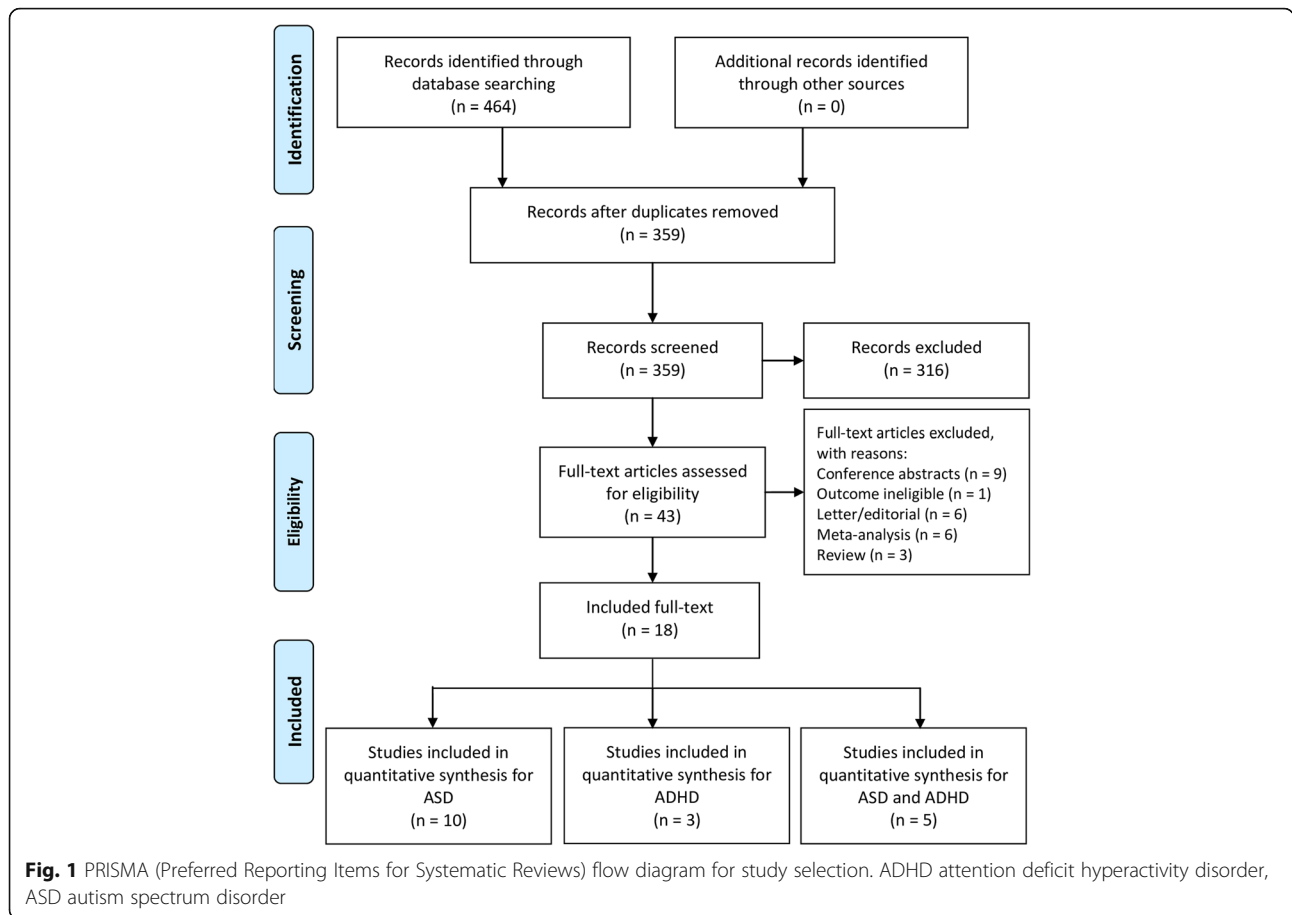 Identification
Records identified through
database searching
(n = 464)
Additional records identified
through other sources
(n = 0)
Records after duplicates removed
(n = 359)
Screening
Records screened
(n = 359)
Records excluded
(n = 316)
Eligibility
Full-text articles assessed
for eligibility
(n = 43)
Full-text articles excluded,
with reasons:
Conference abstracts (n = 9)
Outcome ineligible (n = 1)
Letter/editorial (n = 6)
Meta-analysis (n = 6)
Review (n = 3)
Included full-text
(n = 18)
Included
Studies included in
quantitative synthesis for
ASD
(n = 10)
Studies included in
quantitative synthesis for
ADHD
(n = 3)
Studies included in
quantitative synthesis for
ASD and ADHD
(n = 5)
Fig. 1 PRISMA (Preferred Reporting Items for Systematic Reviews) flow diagram for study selection. ADHD attention deficit hyperactivity disorder,
ASD autism spectrum disorder